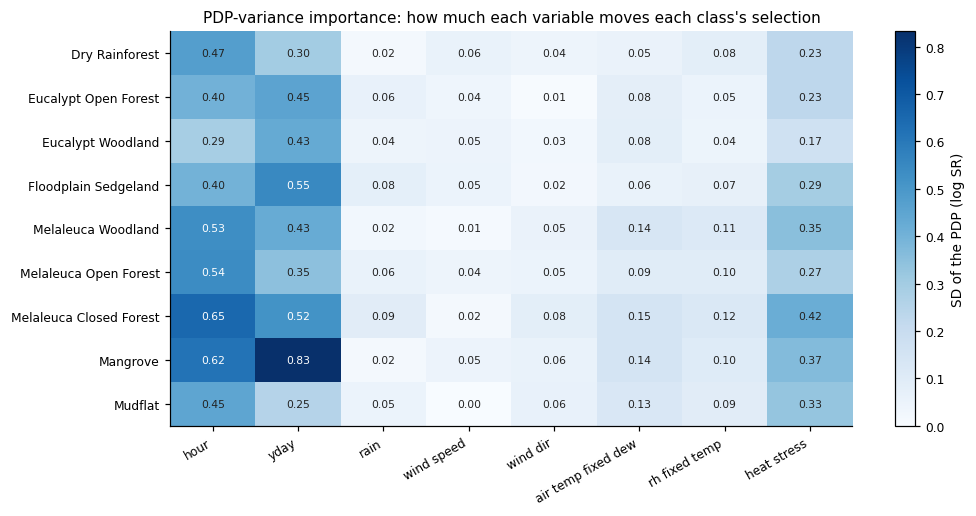 PDP-variance importance: how much each variable moves each class's selection
Dry Rainforest 0.47 0.30 0.02 0.06 0.04 0.05 0.08 0.23
Eucalypt Open Forest 0.40 0.45 0.06 0.04 0.01 0.08 0.05 0.23
Eucalypt Woodland 0.29 0.43 0.04 0.05 0.03 0.08 0.04 0.17
Floodplain Sedgeland 0.40 0.55 0.08 0.05 0.02 0.06 0.07 0.29
Melaleuca Woodland 0.53 0.43 0.02 0.01 0.05 0.14 0.11 0.35
Melaleuca Open Forest 0.54 0.35 0.06 0.04 0.05 0.09 0.10 0.27
Melaleuca Closed Forest 0.65 0.52 0.09 0.02 0.08 0.15 0.12 0.42
Mangrove 0.62 0.83 0.02 0.05 0.06 0.14 0.10 0.37
Mudflat 0.45 0.25 0.05 0.00 0.06 0.13 0.09 0.33
hour yday rain wind speed wind dir air temp fixed dew rh fixed temp heat stress
0.8
0.7
0.6
0.5
0.4
0.3
0.2
0.1
0.0
SD of the PDP (log SR)